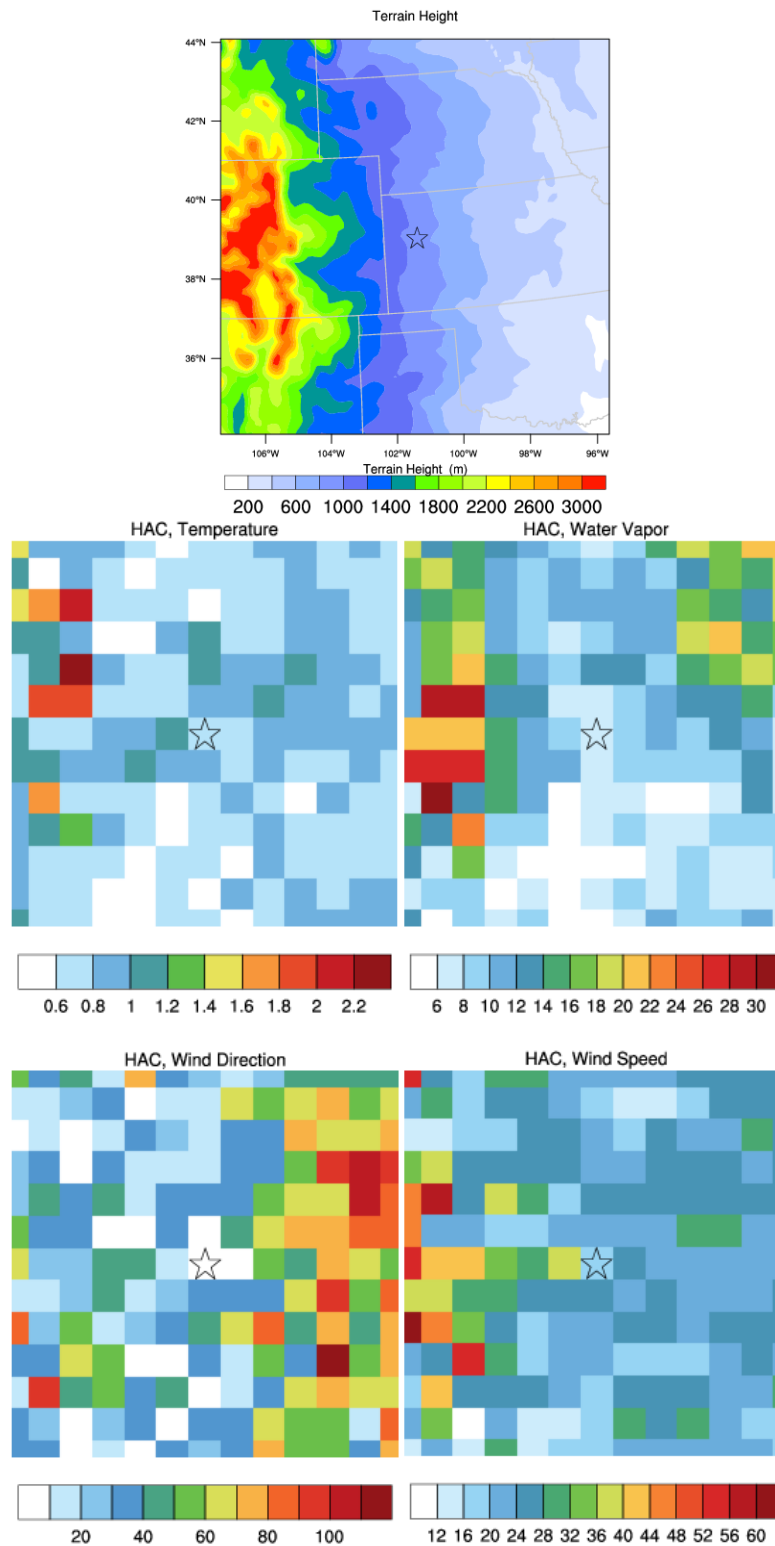 Terrain Height
44°N
42°N
40°N
38°N
36°N
106°W 104°W 102°W 100°W 98°W 96°W
Terrain Height (m)
200 600 1000 1400 1800 2200 2600 3000
HAC, Temperature
HAC, Water Vapor
0.6 0.8 1 1.2 1.4 1.6 1.8 2 2.2
6 8 10 12 14 16 18 20 22 24 26 28 30
HAC, Wind Direction
HAC, Wind Speed
20 40 60 80 100
12 16 20 24 28 32 36 40 44 48 52 56 60